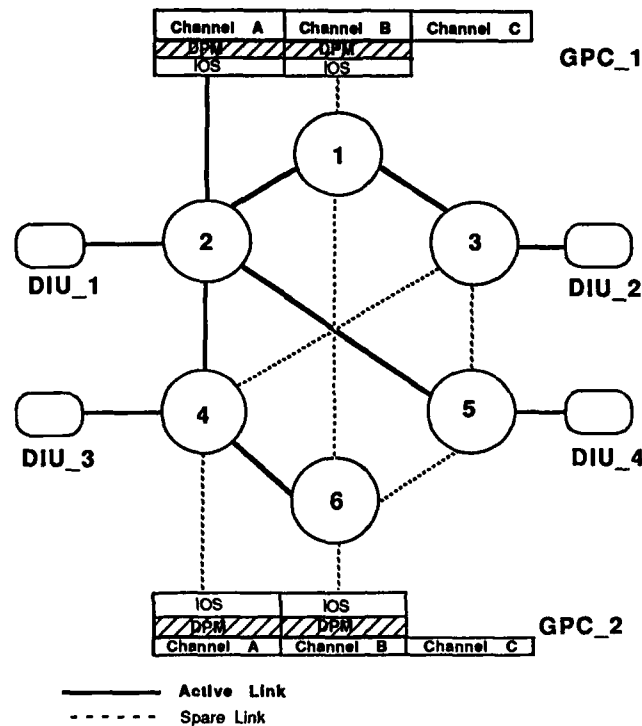 Channel A Channel B Channel C
DPM DPM
IOS IOS
GPC_1
1
2 3
DIU_1 DIU_2
4 5
DIU_3 DIU_4
6
IOS IOS
DPM DPM
GPC_2
Channel A Channel B Channel C
Active Link
Spare Link